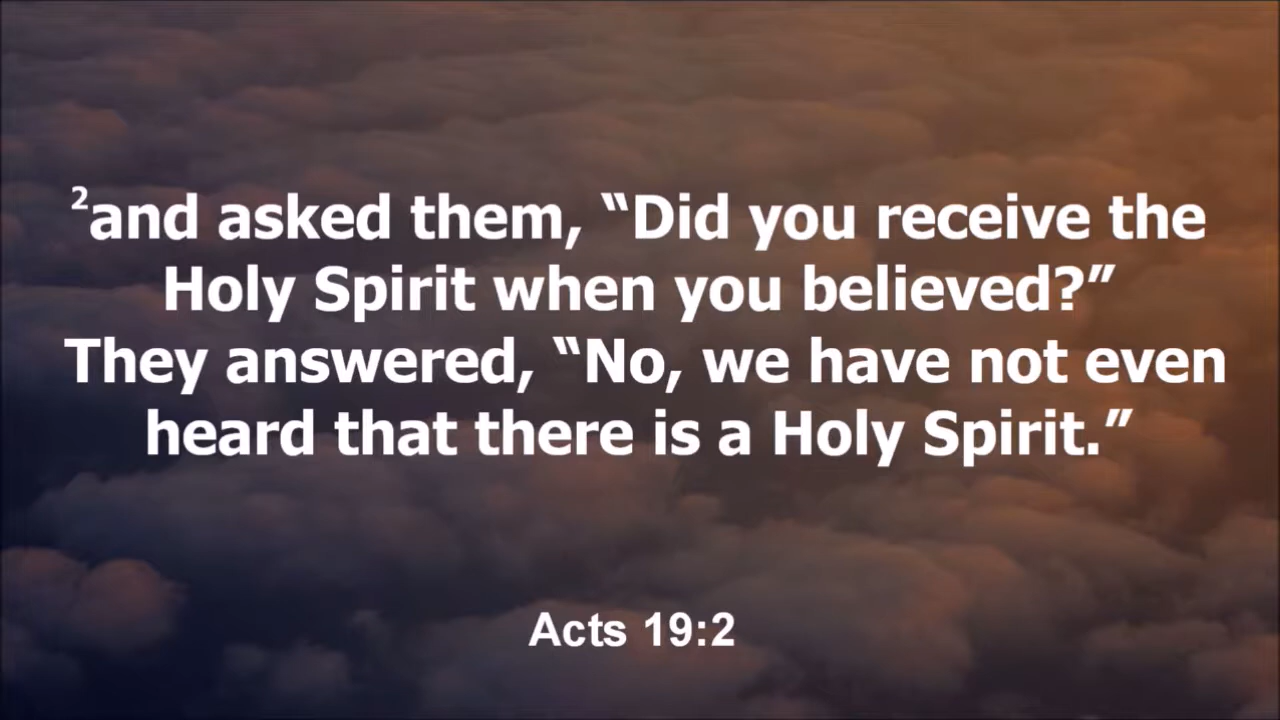 ²and asked them, “Did you receive the
Holy Spirit when you believed?”
They answered, “No, we have not even
heard that there is a Holy Spirit.”
Acts 19:2